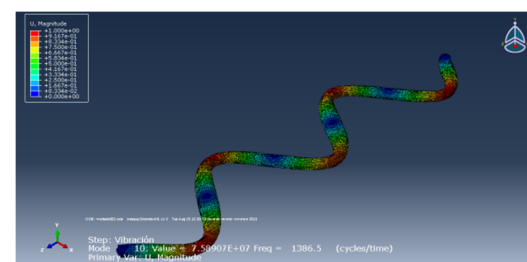 U, Magnitude
+1.000e+00
+9.167e-01
+8.334e-01
+7.500e-01
+6.667e-01
+5.834e-01
+5.000e-01
+4.167e-01
+3.334e-01
+2.500e-01
+1.667e-01
+8.334e-02
+0.000e+00
Y
Z
X
Step: Vibración
Mode 10: Value = 7.58907E+07 Freq = 1386.5 (cycles/time)
Primary Var: U, Magnitude